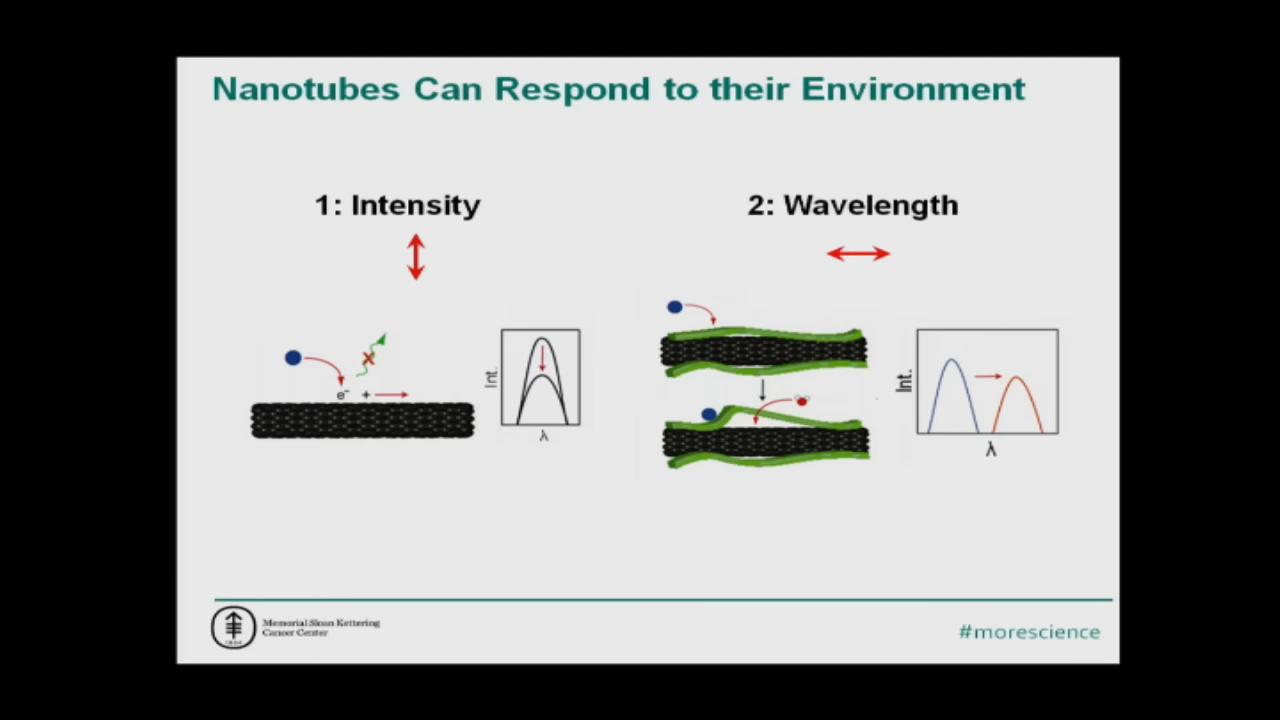 Nanotubes Can Respond to their Environment
1: Intensity
2: Wavelength
e⁻ +
Int.
λ
Int.
λ
Memorial Sloan Kettering
Cancer Center
#morescience